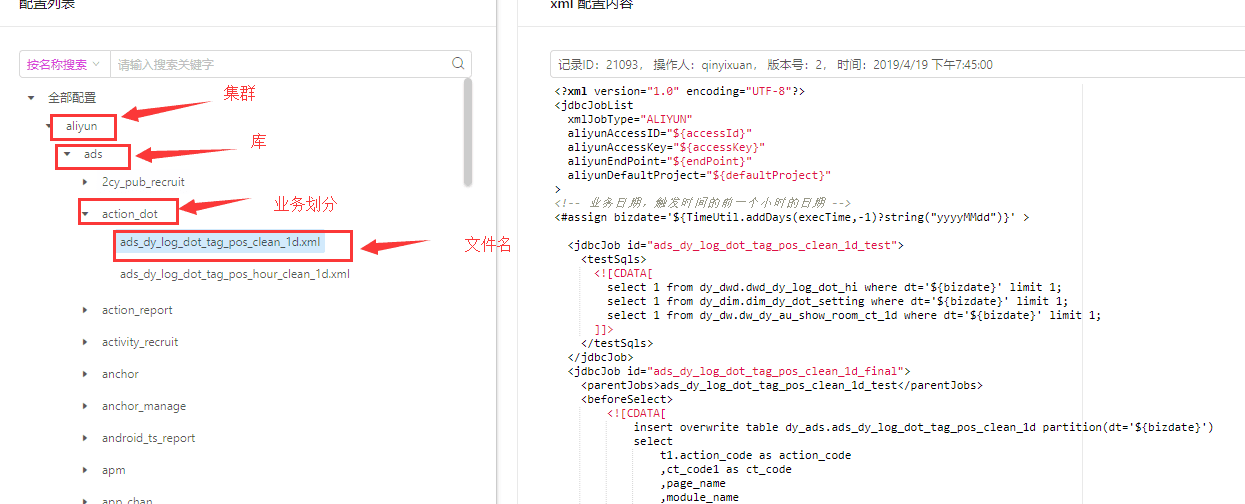 配置列表
按名称搜索 请输入搜索关键字
全部配置
集群
aliyun
库
ads
2cy_pub_recruit
业务划分
action_dot
ads_dy_log_dot_tag_pos_clean_1d.xml
文件名
ads_dy_log_dot_tag_pos_hour_clean_1d.xml
action_report
activity_recruit
anchor
anchor_manage
android_ts_report
apm
app_chan
xml 配置内容
记录ID：21093， 操作人：qinyixuan， 版本号：2， 时间：2019/4/19 下午7:45:00
<?xml version="1.0" encoding="UTF-8"?>
<jdbcJobList
xmlJobType="ALIYUN"
aliyunAccessID="${accessId}"
aliyunAccessKey="${accessKey}"
aliyunEndPoint="${endPoint}"
aliyunDefaultProject="${defaultProject}"
>
<!-- 业务日期，触发时间的前一个小时的日期 -->
<#assign bizdate='${TimeUtil.addDays(execTime,-1)?string("yyyyMMdd")}' >
<jdbcJob id="ads_dy_log_dot_tag_pos_clean_1d_test">
<testSqls>
<![CDATA[
select 1 from dy_dwd.dwd_dy_log_dot_hi where dt='${bizdate}' limit 1;
select 1 from dy_dim.dim_dy_dot_setting where dt='${bizdate}' limit 1;
select 1 from dy_dw.dw_dy_au_show_room_ct_1d where dt='${bizdate}' limit 1;
]]>
</testSqls>
</jdbcJob>
<jdbcJob id="ads_dy_log_dot_tag_pos_clean_1d_final">
<parentJobs>ads_dy_log_dot_tag_pos_clean_1d_test</parentJobs>
<beforeSelect>
<![CDATA[
insert overwrite table dy_ads.ads_dy_log_dot_tag_pos_clean_1d partition(dt='${bizdate}')
select
t1.action_code as action_code
,ct_code1 as ct_code
,page_name
,module_name